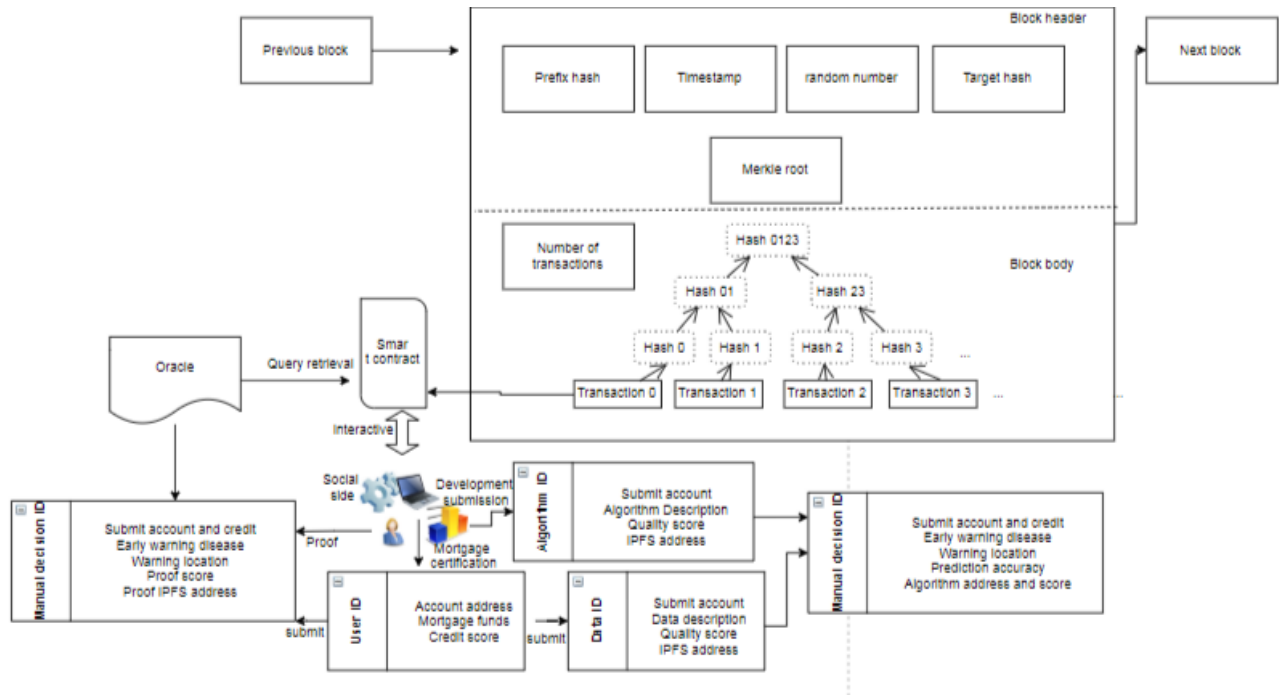 Block header
Previous block
Next block
Prefix hash
Timestamp
random number
Target hash
Merkle root
Number of
transactions
Hash 0123
Block body
Hash 01
Hash 23
Hash 0
Hash 1
Hash 2
Hash 3
...
Transaction 0
Transaction 1
Transaction 2
Transaction 3
...
...
Smar
t contract
Oracle
Query retrieval
Interactive
Social
side
Development
submission
Proof
Mortgage
certification
Manual decision ID
Submit account and credit
Early warning disease
Warning location
Proof score
Proof IPFS address
Algorithm ID
Submit account
Algorithm Description
Quality score
IPFS address
Manual decision ID
Submit account and credit
Early warning disease
Warning location
Prediction accuracy
Algorithm address and score
submit
User ID
Account address
Mortgage funds
Credit score
submit
Data ID
Submit account
Data description
Quality score
IPFS address